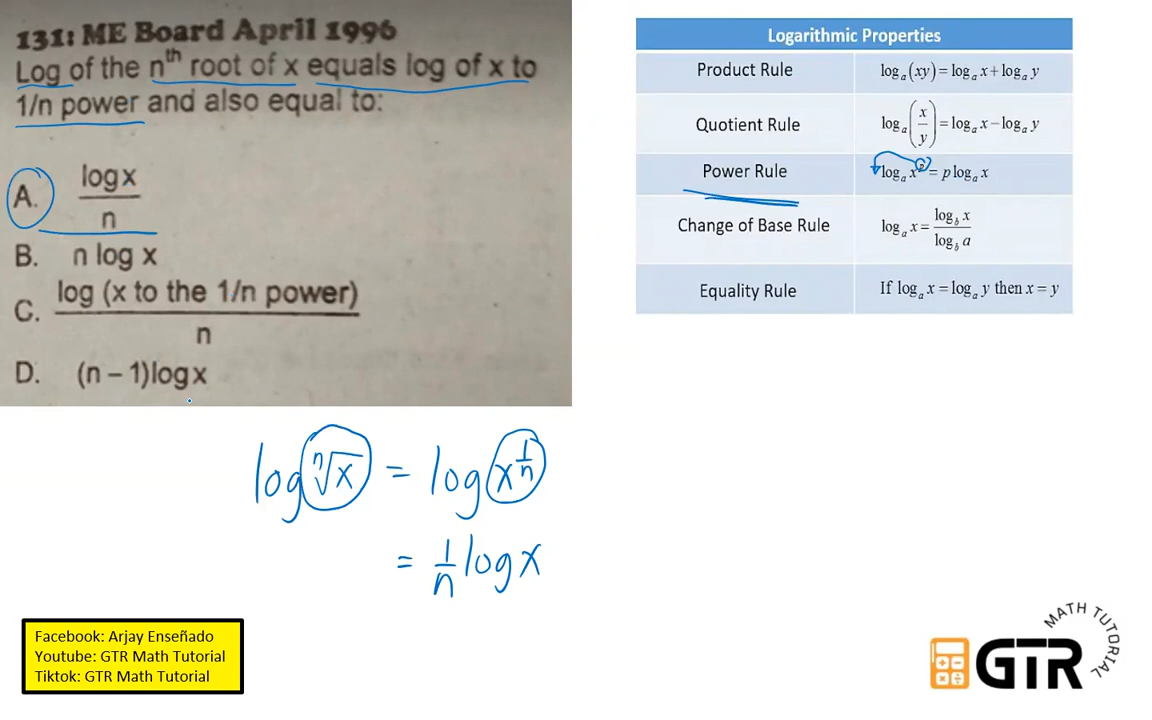 131: ME Board April 1996
Log of the nᵗʰ root of x equals log of x to
1/n power and also equal to:
A. logx
n
B. n log x
C. log (x to the 1/n power)
n
D. (n – 1)logx
Logarithmic Properties
Product Rule logₐ(xy)=logₐx+logₐy
Quotient Rule logₐ(x/y)=logₐx−logₐy
Power Rule logₐxᵖ=p logₐx
Change of Base Rule logₐx= log_b x / log_b a
Equality Rule If logₐx=logₐy then x=y
log ⁿ√x = log x^(1/n)
= 1/n log x
Facebook: Arjay Enseñado
Youtube: GTR Math Tutorial
Tiktok: GTR Math Tutorial
MATH TUTORIAL
GTR